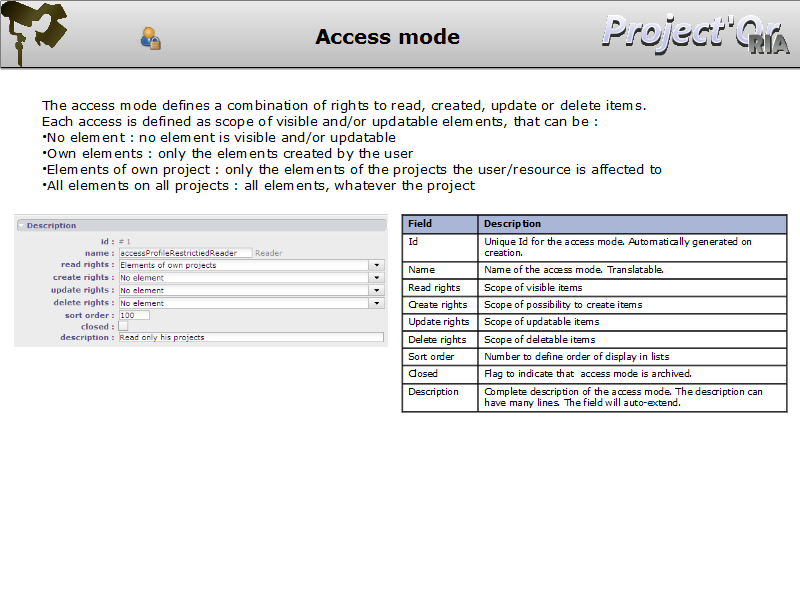 Access mode
Project'Or
RIA
The access mode defines a combination of rights to read, created, update or delete items.
Each access is defined as scope of visible and/or updatable elements, that can be :
•No element : no element is visible and/or updatable
•Own elements : only the elements created by the user
•Elements of own project : only the elements of the projects the user/resource is affected to
•All elements on all projects : all elements, whatever the project
Description
id : # 1
name : accessProfileRestrictiedReader Reader
read rights : Elements of own projects
create rights : No element
update rights : No element
delete rights : No element
sort order : 100
closed :
description : Read only his projects
Field Description
Id Unique Id for the access mode. Automatically generated on
creation.
Name Name of the access mode. Translatable.
Read rights Scope of visible items
Create rights Scope of possibility to create items
Update rights Scope of updatable items
Delete rights Scope of deletable items
Sort order Number to define order of display in lists
Closed Flag to indicate that access mode is archived.
Description Complete description of the access mode. The description can
have many lines. The field will auto-extend.